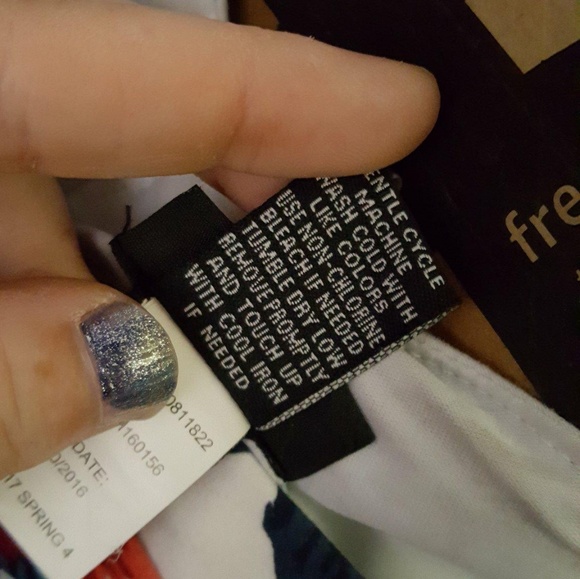 ENTLE CYCLE
MACHINE
WASH COLD WITH
LIKE COLORS
USE NON-CHLORINE
BLEACH IF NEEDED
TUMBLE DRY LOW
REMOVE PROMPTLY
AND TOUCH UP
WITH COOL IRON
IF NEEDED
0811822
160156
DATE:
0/2016
17 SPRING 4
fre